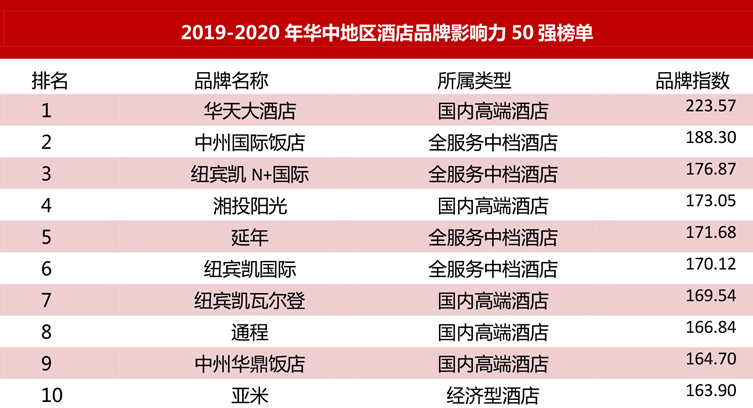 2019-2020 年华中地区酒店品牌影响力 50 强榜单
排名 品牌名称 所属类型 品牌指数
1 华天大酒店 国内高端酒店 223.57
2 中州国际饭店 全服务中档酒店 188.30
3 纽宾凯 N+国际 全服务中档酒店 176.87
4 湘投阳光 国内高端酒店 173.05
5 延年 全服务中档酒店 171.68
6 纽宾凯国际 全服务中档酒店 170.12
7 纽宾凯瓦尔登 国内高端酒店 169.54
8 通程 国内高端酒店 166.84
9 中州华鼎饭店 国内高端酒店 164.70
10 亚米 经济型酒店 163.90